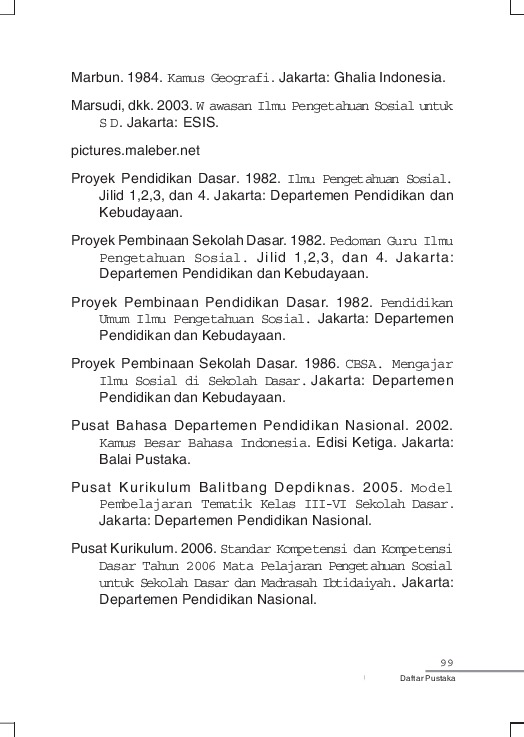 Marbun. 1984. Kamus Geografi. Jakarta: Ghalia Indonesia.
Marsudi, dkk. 2003. Wawasan Ilmu Pengetahuan Sosial untuk
SD. Jakarta: ESIS.
pictures.maleber.net
Proyek Pendidikan Dasar. 1982. Ilmu Pengetahuan Sosial.
Jilid 1,2,3, dan 4. Jakarta: Departemen Pendidikan dan
Kebudayaan.
Proyek Pembinaan Sekolah Dasar. 1982. Pedoman Guru Ilmu
Pengetahuan Sosial. Jilid 1,2,3, dan 4. Jakarta:
Departemen Pendidikan dan Kebudayaan.
Proyek Pembinaan Pendidikan Dasar. 1982. Pendidikan
Umum Ilmu Pengetahuan Sosial. Jakarta: Departemen
Pendidikan dan Kebudayaan.
Proyek Pembinaan Sekolah Dasar. 1986. CBSA. Mengajar
Ilmu Sosial di Sekolah Dasar. Jakarta: Departemen
Pendidikan dan Kebudayaan.
Pusat Bahasa Departemen Pendidikan Nasional. 2002.
Kamus Besar Bahasa Indonesia. Edisi Ketiga. Jakarta:
Balai Pustaka.
Pusat Kurikulum Balitbang Depdiknas. 2005. Model
Pembelajaran Tematik Kelas III-VI Sekolah Dasar.
Jakarta: Departemen Pendidikan Nasional.
Pusat Kurikulum. 2006. Standar Kompetensi dan Kompetensi
Dasar Tahun 2006 Mata Pelajaran Pengetahuan Sosial
untuk Sekolah Dasar dan Madrasah Ibtidaiyah. Jakarta:
Departemen Pendidikan Nasional.
99
Daftar Pustaka